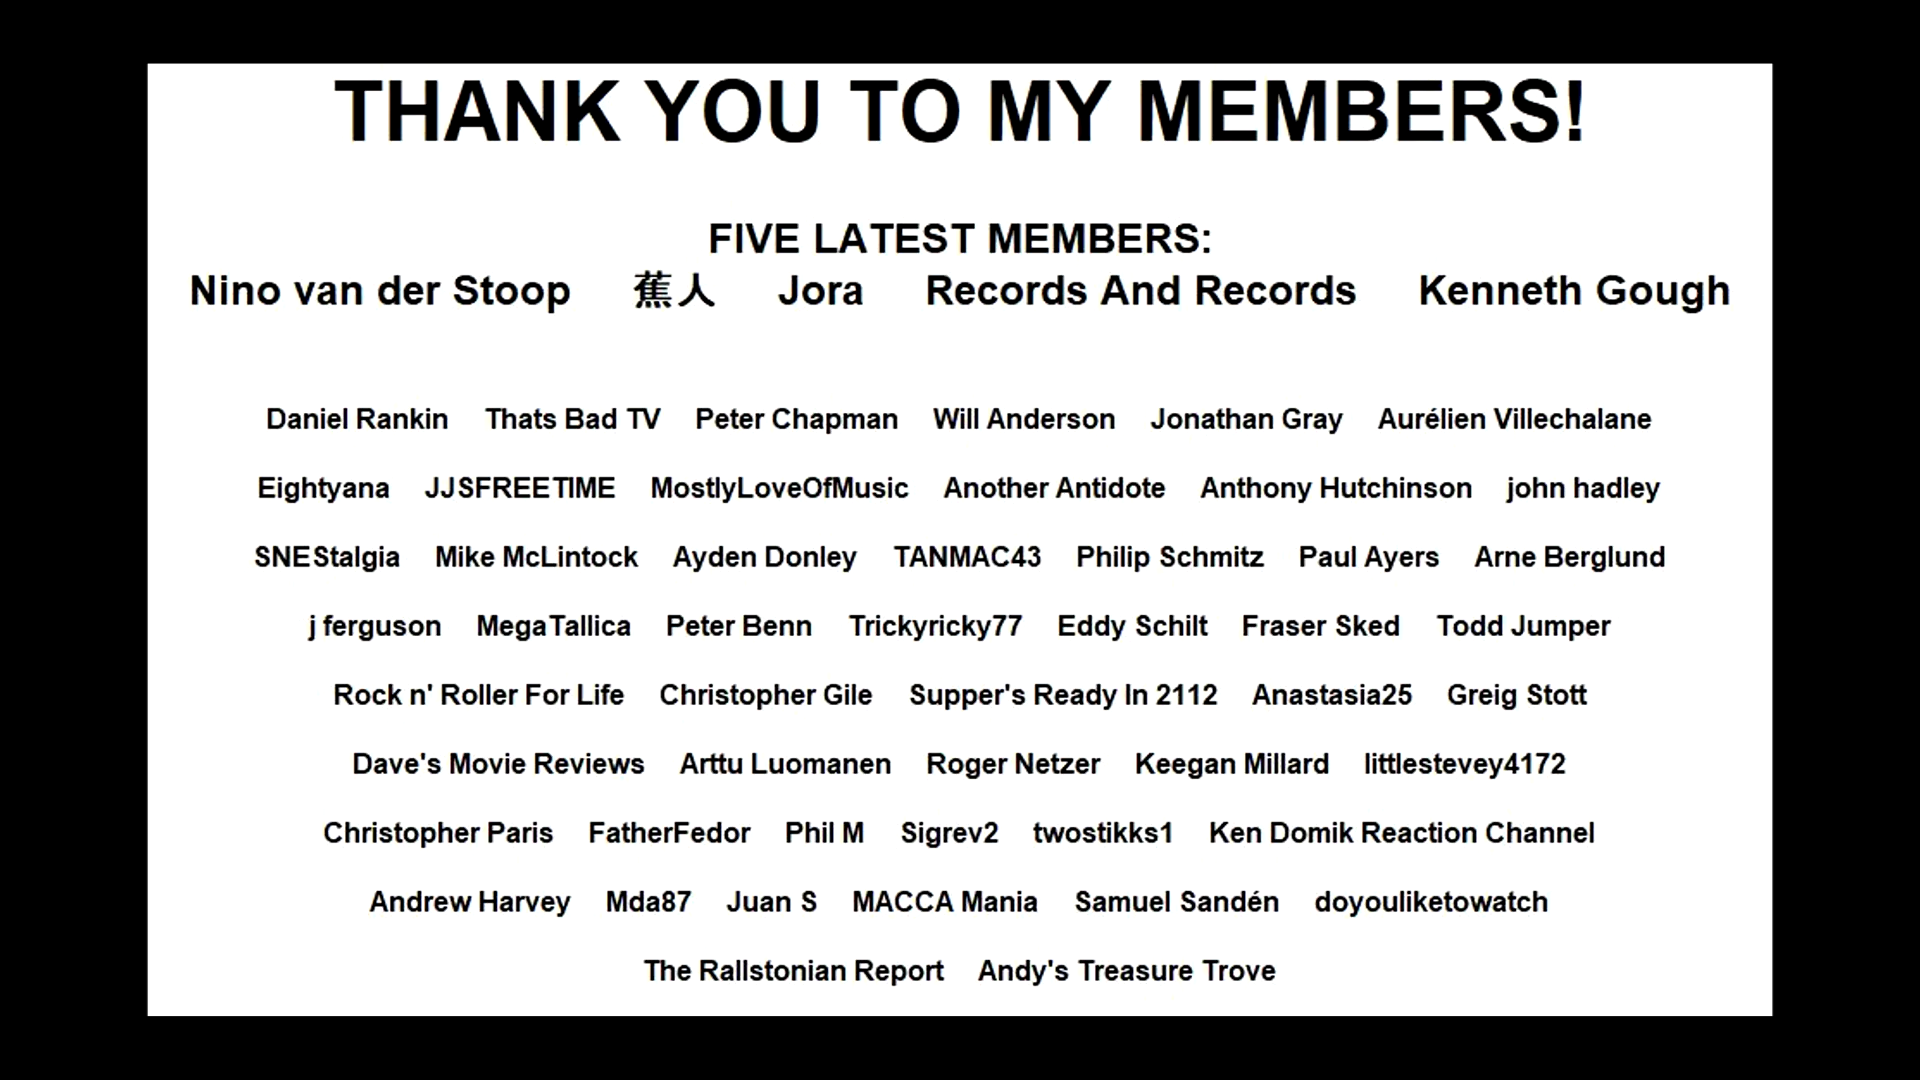 THANK YOU TO MY MEMBERS!
FIVE LATEST MEMBERS:
Nino van der Stoop 蕉人 Jora Records And Records Kenneth Gough
Daniel Rankin Thats Bad TV Peter Chapman Will Anderson Jonathan Gray Aurélien Villechalane
Eightyana JJSFREETIME MostlyLoveOfMusic Another Antidote Anthony Hutchinson john hadley
SNEStalgia Mike McLintock Ayden Donley TANMAC43 Philip Schmitz Paul Ayers Arne Berglund
j ferguson MegaTallica Peter Benn Trickyricky77 Eddy Schilt Fraser Sked Todd Jumper
Rock n' Roller For Life Christopher Gile Supper's Ready In 2112 Anastasia25 Greig Stott
Dave's Movie Reviews Arttu Luomanen Roger Netzer Keegan Millard littlestevey4172
Christopher Paris FatherFedor Phil M Sigrev2 twostikks1 Ken Domik Reaction Channel
Andrew Harvey Mda87 Juan S MACCA Mania Samuel Sandén doyouliketowatch
The Rallstonian Report Andy's Treasure Trove